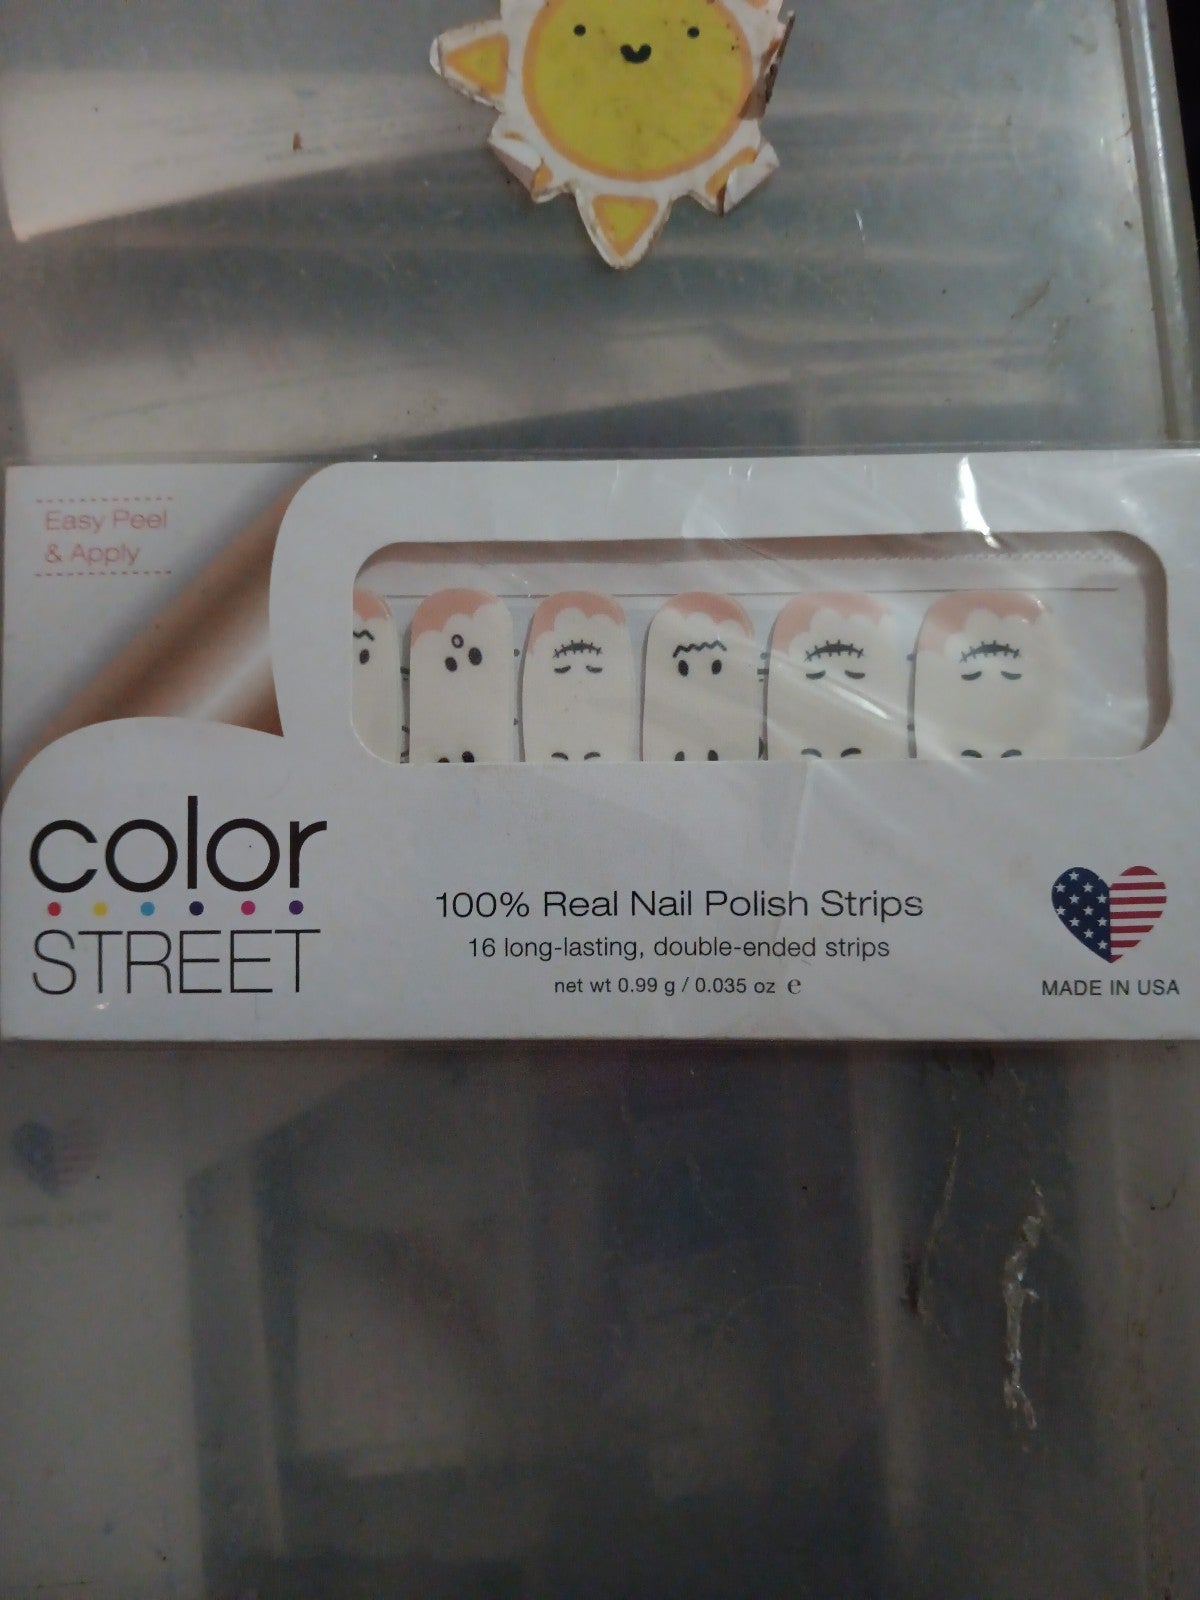 Easy Peel
& Apply
color
STREET
100% Real Nail Polish Strips
16 long-lasting, double-ended strips
net wt 0.99 g / 0.035 oz ℮
MADE IN USA